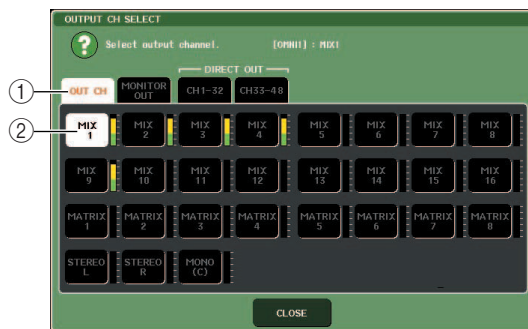 OUTPUT CH SELECT
?
Select output channel. [OMNI1] : MIX1
DIRECT OUT
1
OUT CH MONITOR OUT CH1-32 CH33-48
2
MIX 1 MIX 2 MIX 3 MIX 4 MIX 5 MIX 6 MIX 7 MIX 8
MIX 9 MIX 10 MIX 11 MIX 12 MIX 13 MIX 14 MIX 15 MIX 16
MATRIX 1 MATRIX 2 MATRIX 3 MATRIX 4 MATRIX 5 MATRIX 6 MATRIX 7 MATRIX 8
STEREO L STEREO R MONO (C)
CLOSE